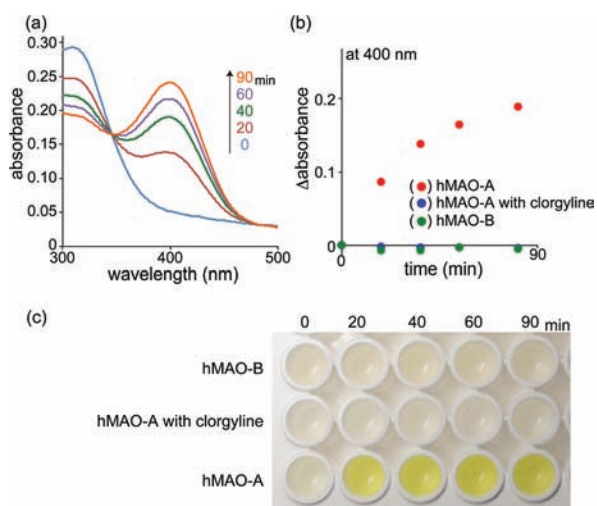 (a)
0.30
0.25
0.20
0.15
0.10
0.05
0
absorbance
90 min
60
40
20
0
300
400
500
wavelength (nm)
(b)
at 400 nm
0.2
0.1
0
Δabsorbance
(●) hMAO-A
(●) hMAO-A with clorgyline
(●) hMAO-B
0
time (min)
90
(c)
0 20 40 60 90 min
hMAO-B
hMAO-A with clorgyline
hMAO-A